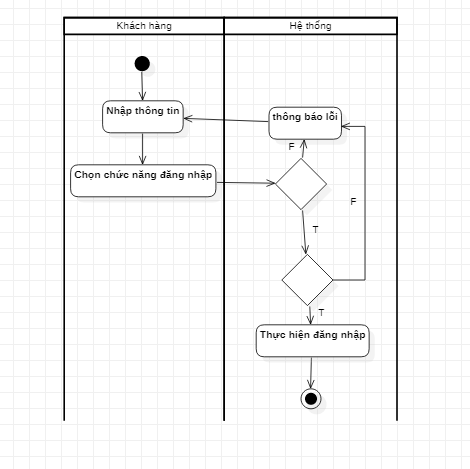 Khách hàng
Hệ thống
Nhập thông tin
thông báo lỗi
F
Chọn chức năng đăng nhập
F
T
T
Thực hiện đăng nhập